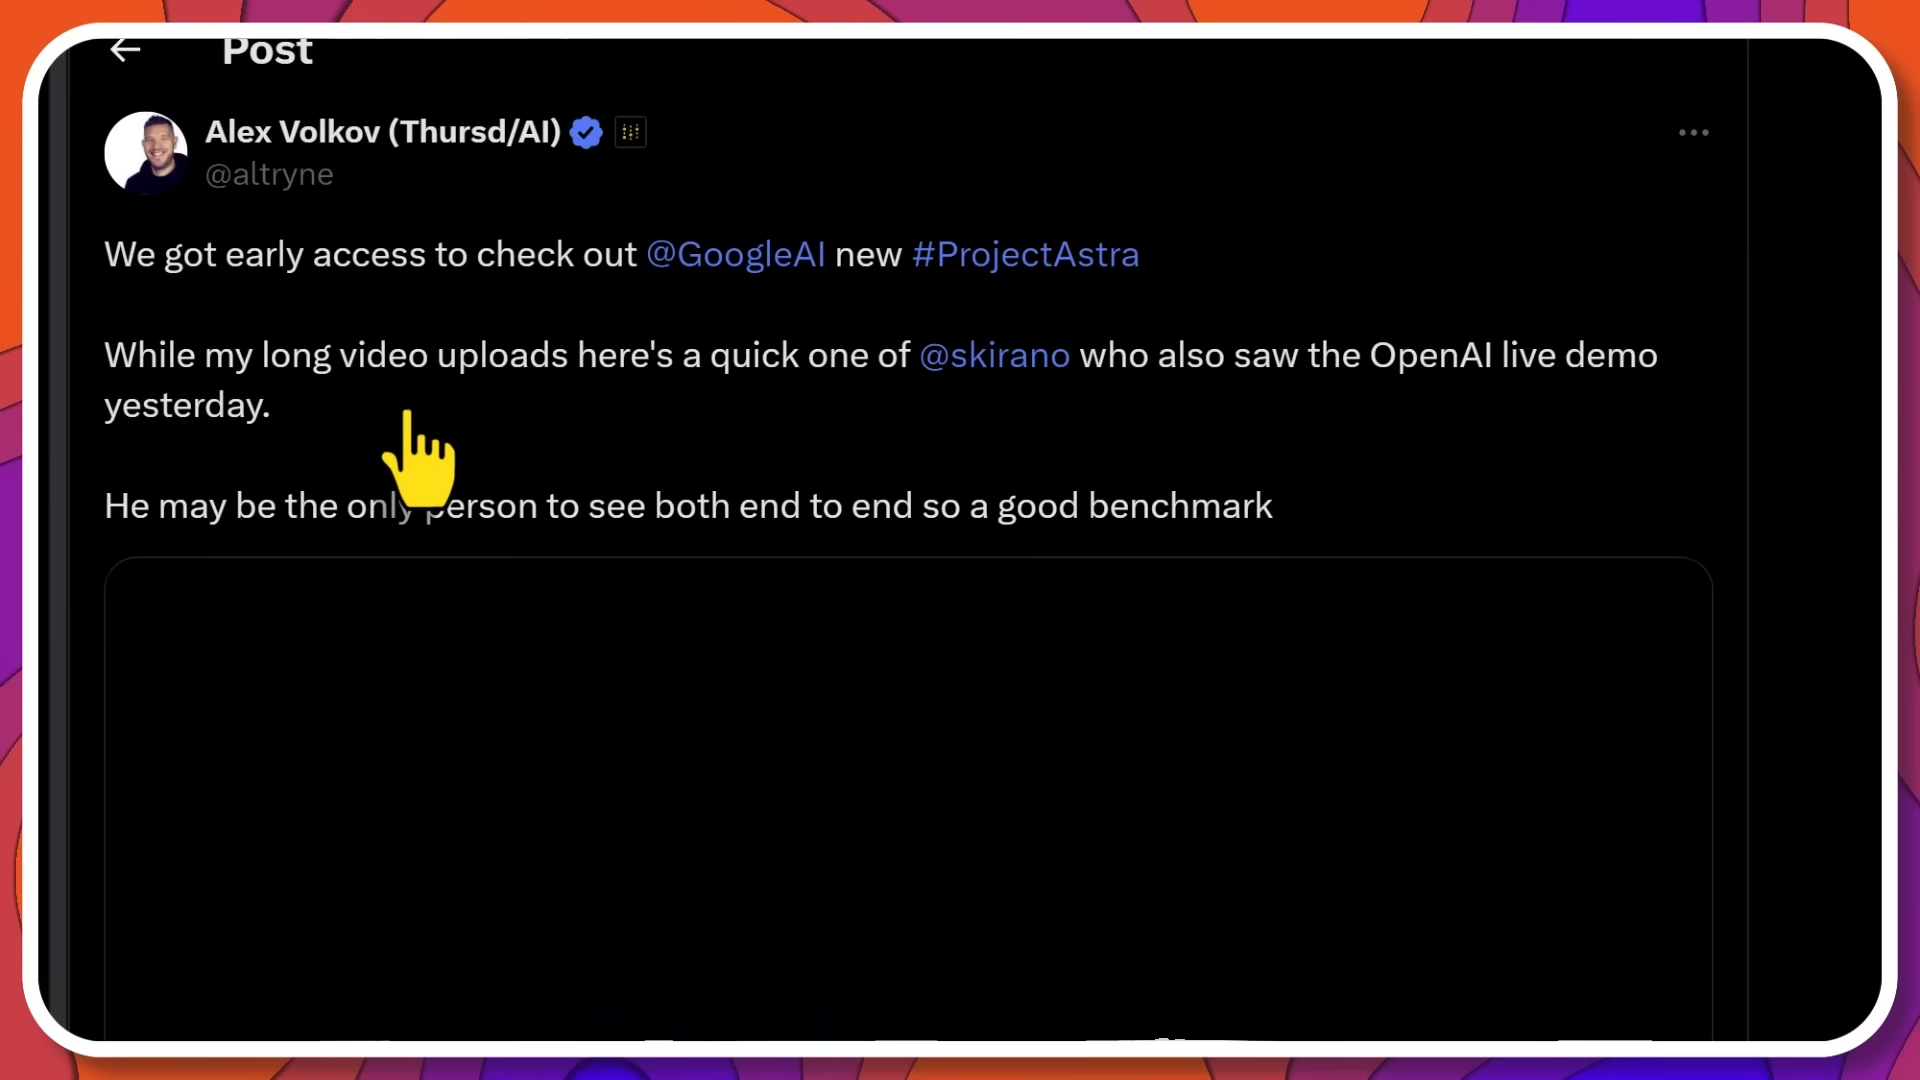 Post
Alex Volkov (Thursd/AI)
@altryne
We got early access to check out @GoogleAI new #ProjectAstra
While my long video uploads here's a quick one of @skirano who also saw the OpenAI live demo
yesterday.
He may be the only person to see both end to end so a good benchmark